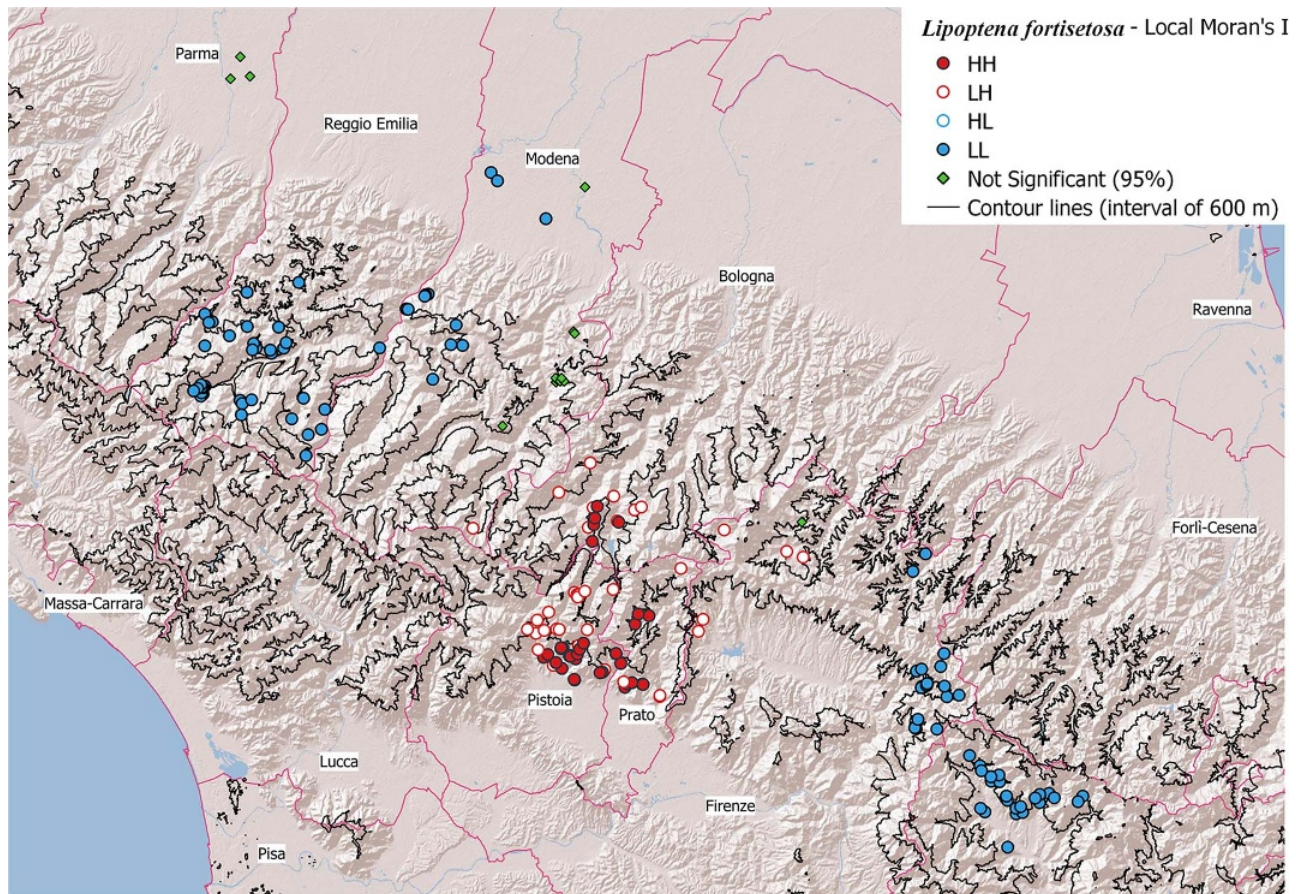 Lipoptena fortisetosa - Local Moran's I
HH
LH
HL
LL
Not Significant (95%)
Contour lines (interval of 600 m)
Parma
Reggio Emilia
Modena
Bologna
Ravenna
Forlì-Cesena
Massa-Carrara
Pistoia
Prato
Lucca
Firenze
Pisa